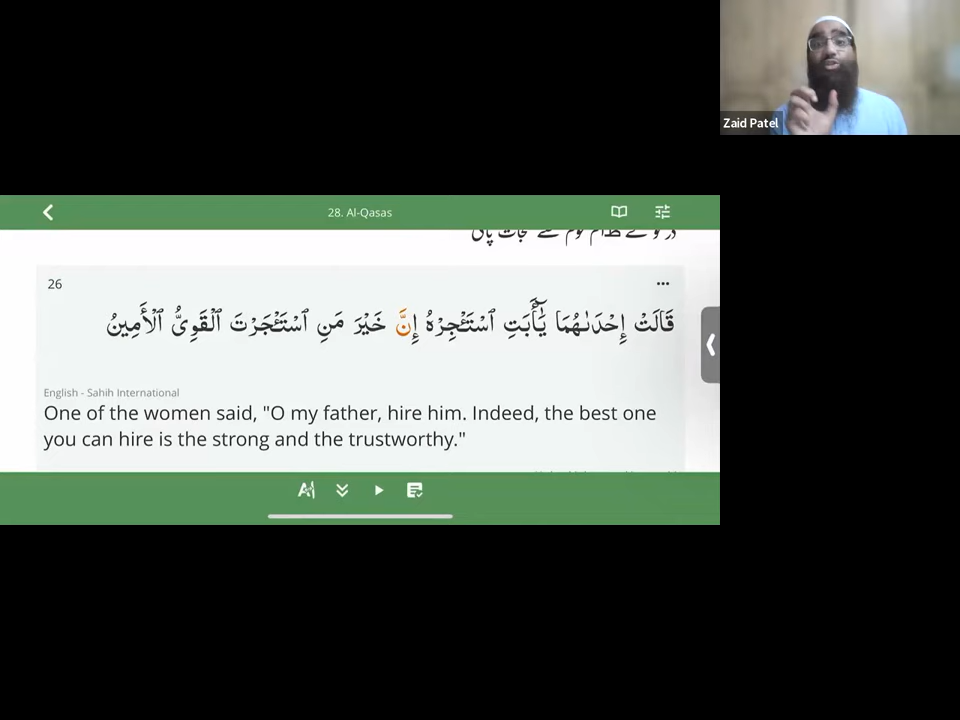 Zaid Patel
28. Al-Qasas
26
قَالَتْ إِحْدَىٰهُمَا يَـٰٓأَبَتِ ٱسْتَـْٔجِرْهُ إِنَّ خَيْرَ مَنِ ٱسْتَـْٔجَرْتَ ٱلْقَوِىُّ ٱلْأَمِينُ
English - Sahih International
One of the women said, "O my father, hire him. Indeed, the best one
you can hire is the strong and the trustworthy."